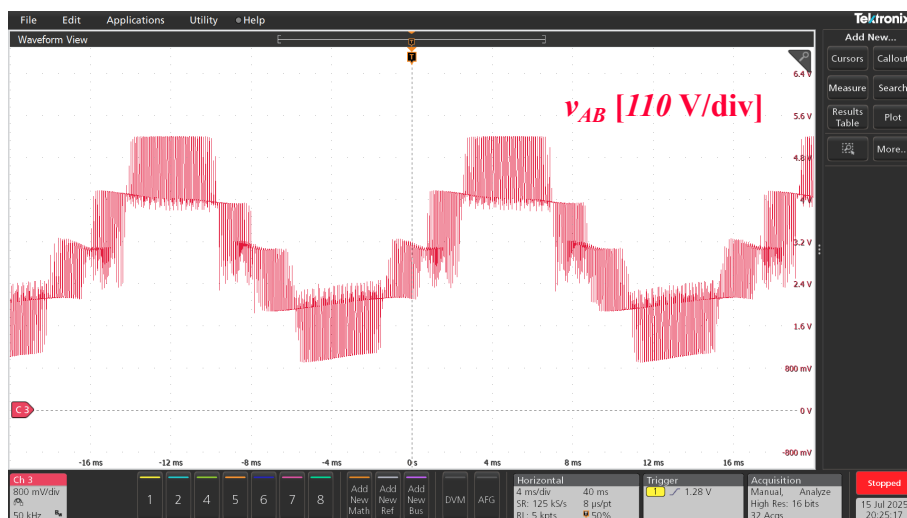 File Edit Applications Utility Help Tektronix
Waveform View
Add New...
T
T
Cursors Callout
6.4 V
v_AB [110 V/div]
Measure Search
5.6 V
Results Table Plot
4.8 V
More...
4 V
3.2 V
2.4 V
1.6 V
800 mV
C 3
0 V
-16 ms -12 ms -8 ms -4 ms 0 s 4 ms 8 ms 12 ms 16 ms
-800 mV
Ch 3
800 mV/div
50 kHz
1 2 4 5 6 7 8
Add New Math
Add New Ref
Add New Bus
DVM AFG
Horizontal
4 ms/div 40 ms
SR: 125 kS/s 8 µs/pt
RL: 5 kpts 50%
Trigger
1 1.28 V
Acquisition
Manual, Analyze
High Res: 16 bits
32 Acqs
Stopped
15 Jul 2025
20:25:17